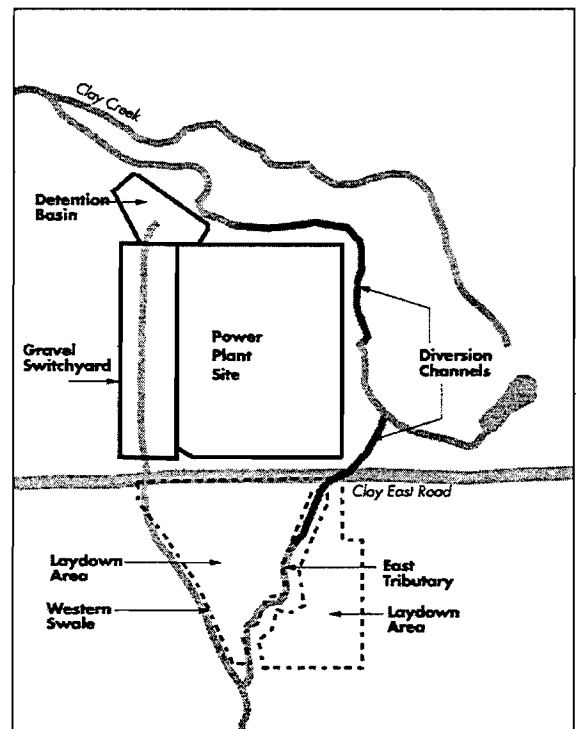 Clay Creek
Detention
Basin
Power
Plant
Site
Gravel
Switchyard
Diversion
Channels
Clay East Road
Laydown
Area
East
Tributary
Western
Swale
Laydown
Area